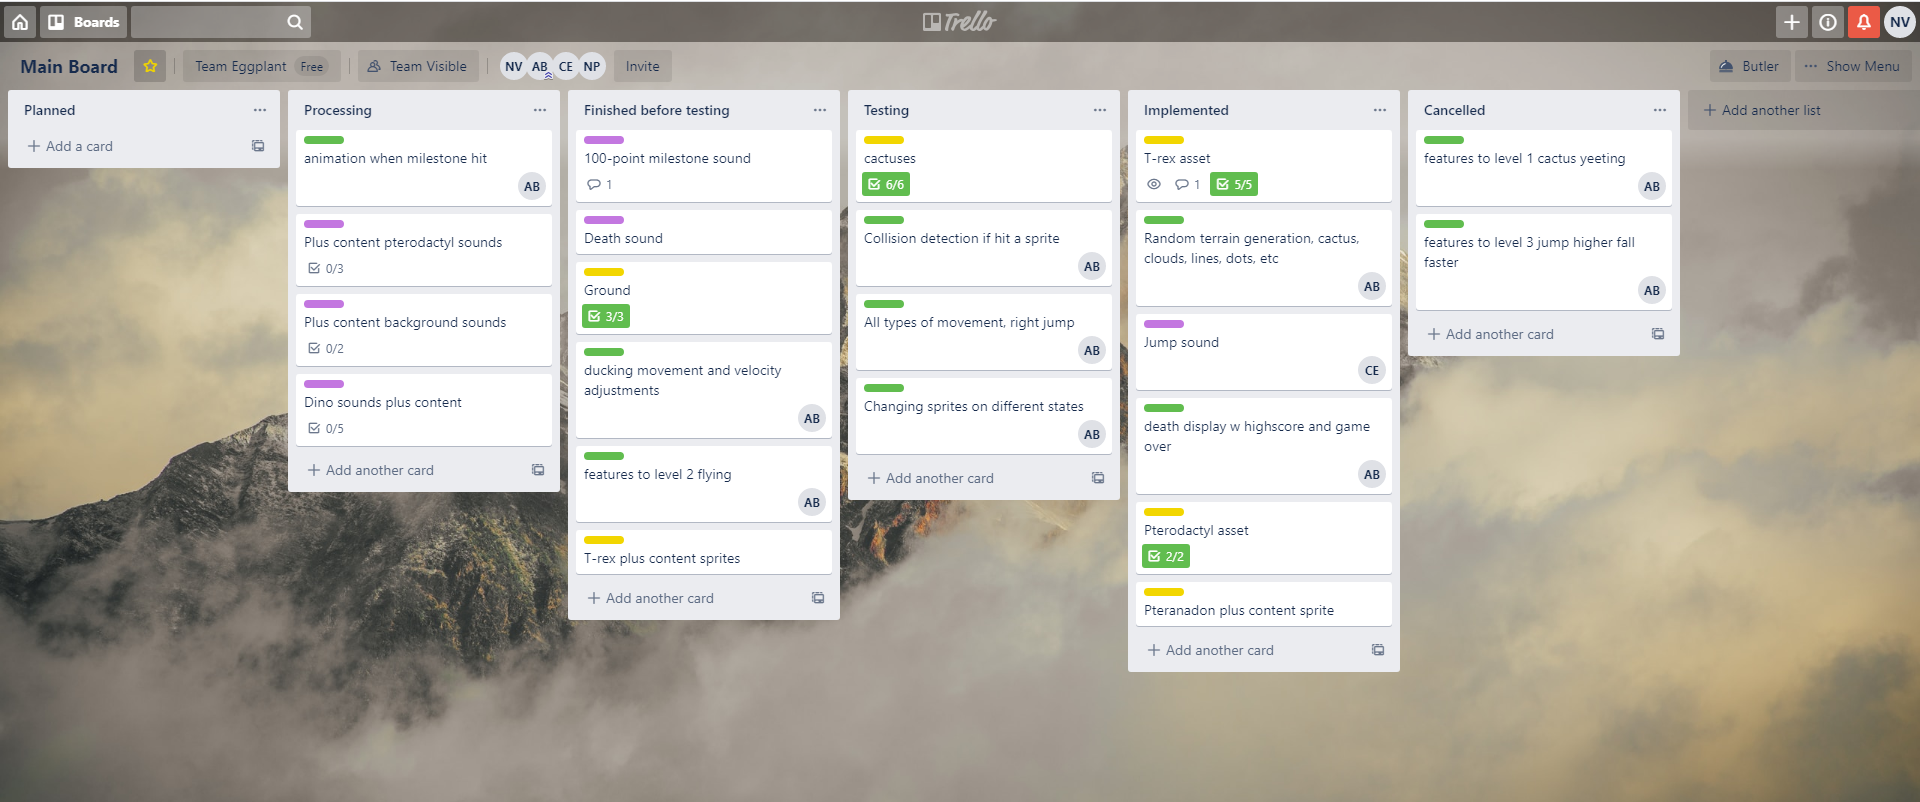 Boards
Trello
NV
Main Board
Team Eggplant Free
Team Visible
NV AB CE NP
Invite
Butler
Show Menu
Planned
Add a card
Processing
animation when milestone hit
AB
Plus content pterodactyl sounds
0/3
Plus content background sounds
0/2
Dino sounds plus content
0/5
Add another card
Finished before testing
100-point milestone sound
1
Death sound
Ground
3/3
ducking movement and velocity
adjustments
AB
features to level 2 flying
AB
T-rex plus content sprites
Add another card
Testing
cactuses
6/6
Collision detection if hit a sprite
AB
All types of movement, right jump
AB
Changing sprites on different states
AB
Add another card
Implemented
T-rex asset
1 5/5
Random terrain generation, cactus,
clouds, lines, dots, etc
AB
Jump sound
CE
death display w highscore and game
over
AB
Pterodactyl asset
2/2
Pteranadon plus content sprite
Add another card
Cancelled
features to level 1 cactus yeeting
AB
features to level 3 jump higher fall
faster
AB
Add another card
Add another list